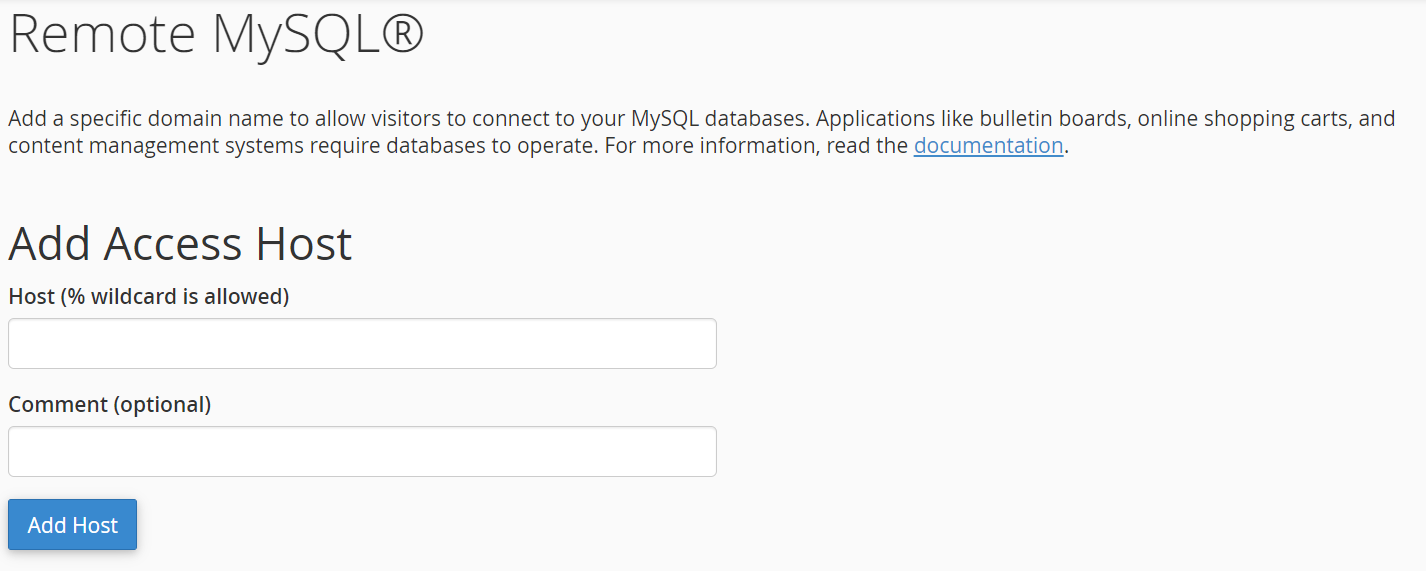 Remote MySQL®
Add a specific domain name to allow visitors to connect to your MySQL databases. Applications like bulletin boards, online shopping carts, and
content management systems require databases to operate. For more information, read the documentation.
Add Access Host
Host (% wildcard is allowed)
Comment (optional)
Add Host